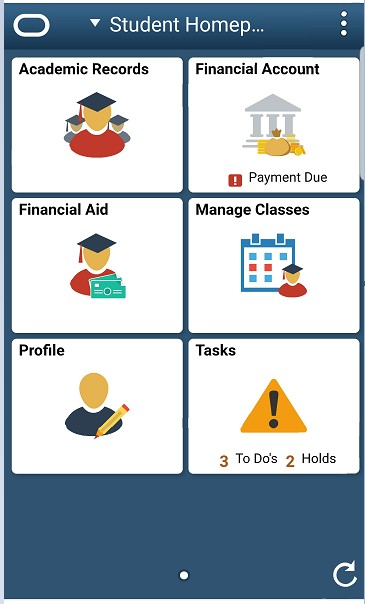 Student Homep...
Academic Records
Financial Account
! Payment Due
Financial Aid
Manage Classes
Profile
Tasks
3 To Do's 2 Holds